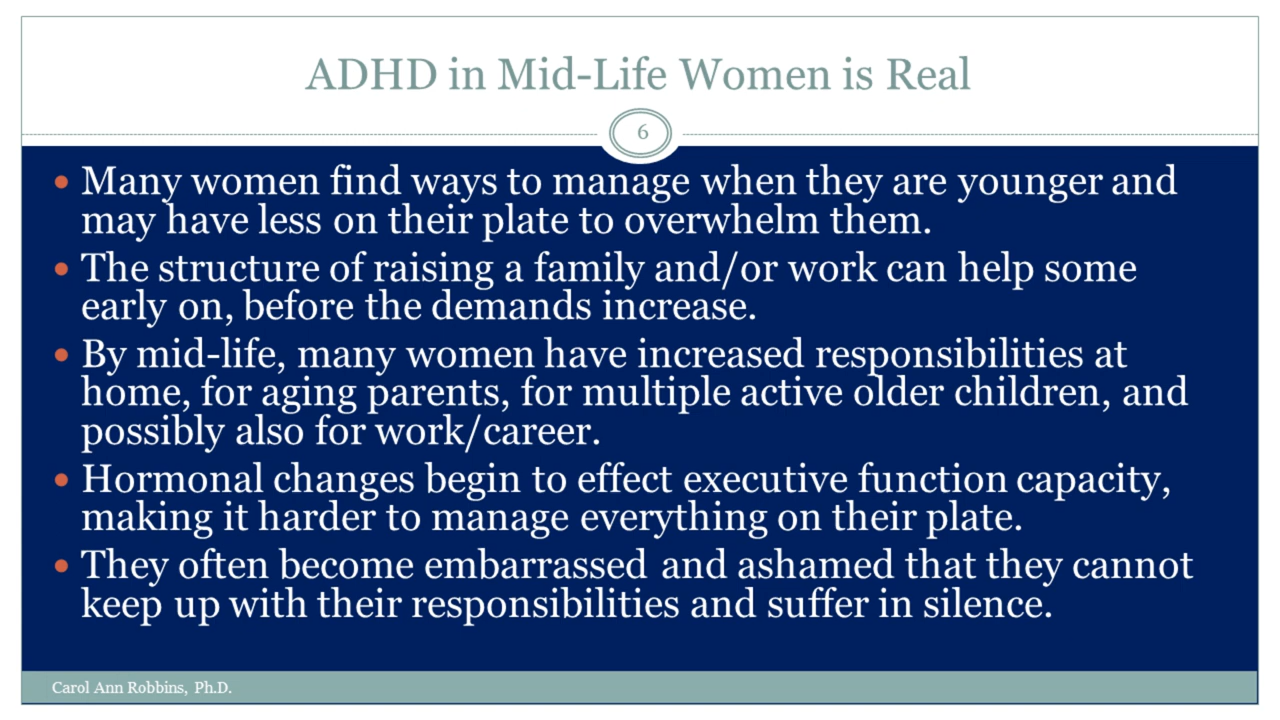 ADHD in Mid-Life Women is Real
6
• Many women find ways to manage when they are younger and
may have less on their plate to overwhelm them.
• The structure of raising a family and/or work can help some
early on, before the demands increase.
• By mid-life, many women have increased responsibilities at
home, for aging parents, for multiple active older children, and
possibly also for work/career.
• Hormonal changes begin to effect executive function capacity,
making it harder to manage everything on their plate.
• They often become embarrassed and ashamed that they cannot
keep up with their responsibilities and suffer in silence.
Carol Ann Robbins, Ph.D.